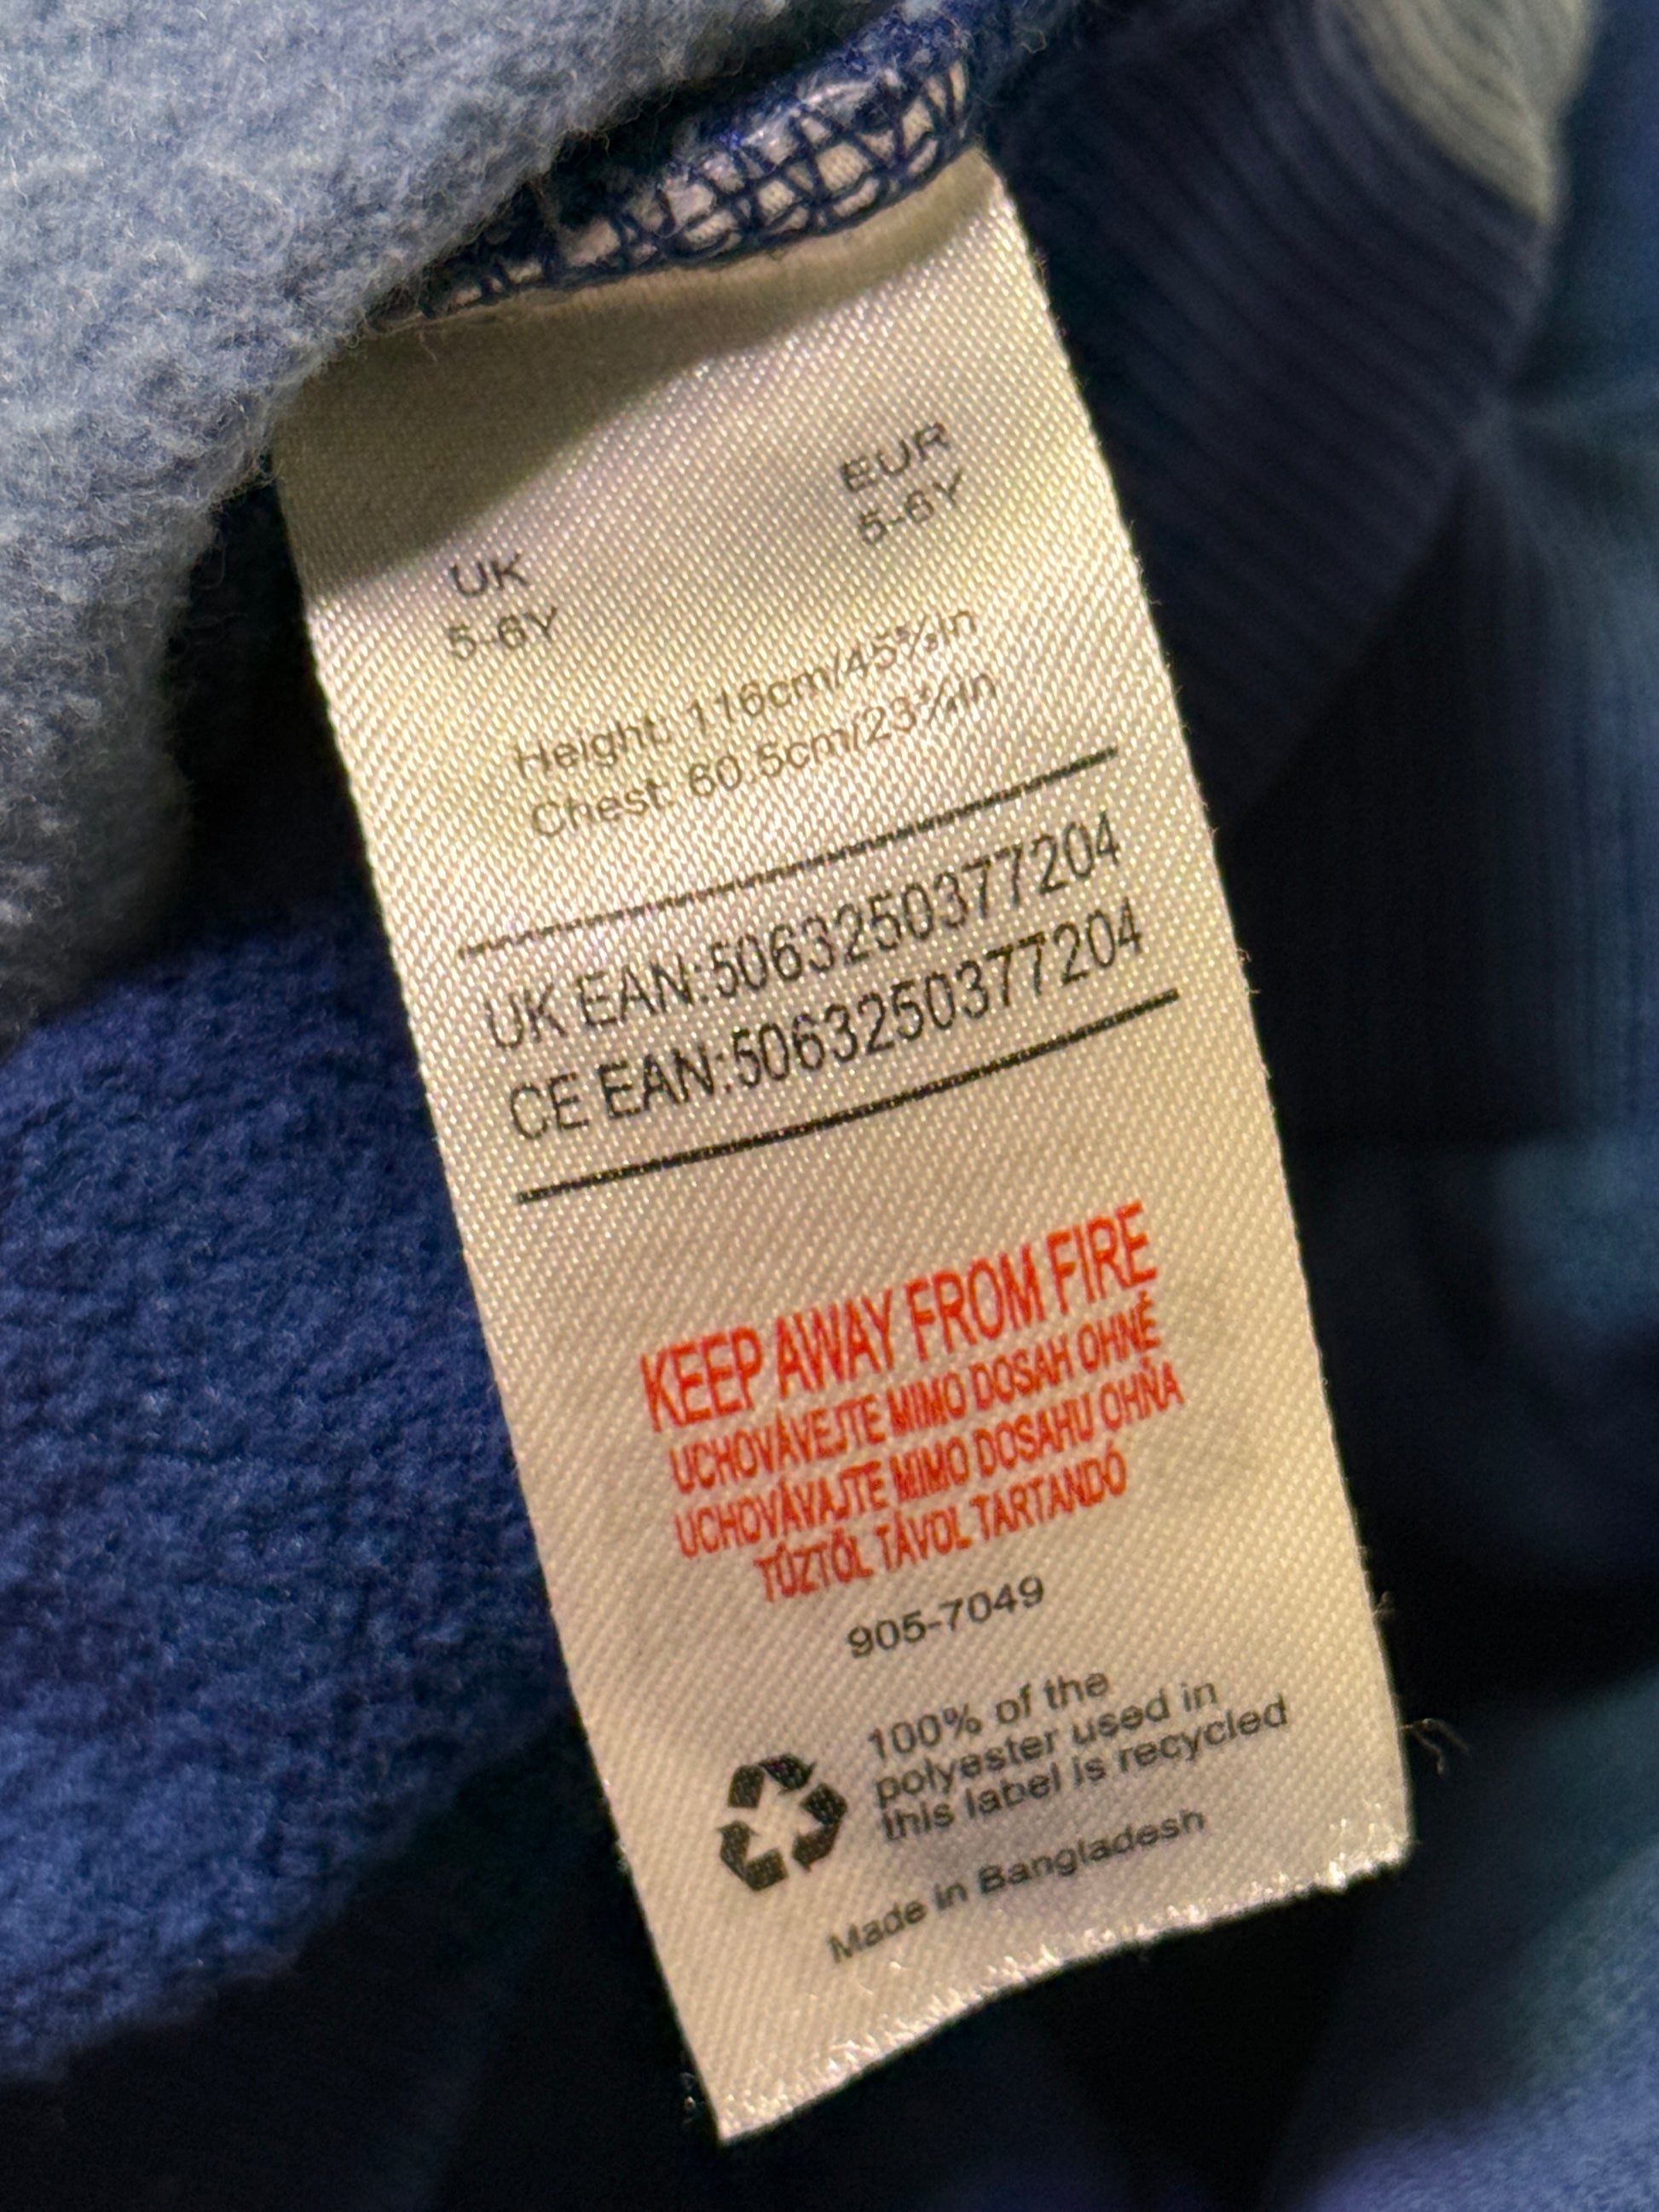 UK EUR
5-6Y 5-6Y
Height: 116cm/45⅝in
Chest: 60.5cm/23¾in
UK EAN:5063250377204
CE EAN:5063250377204
KEEP AWAY FROM FIRE
UCHOVÁVEJTE MIMO DOSAH OHNĚ
UCHOVÁVAJTE MIMO DOSAHU OHŇA
TŰZTŐL TÁVOL TARTANDÓ
905-7049
100% of the
polyester used in
this label is recycled
Made in Bangladesh